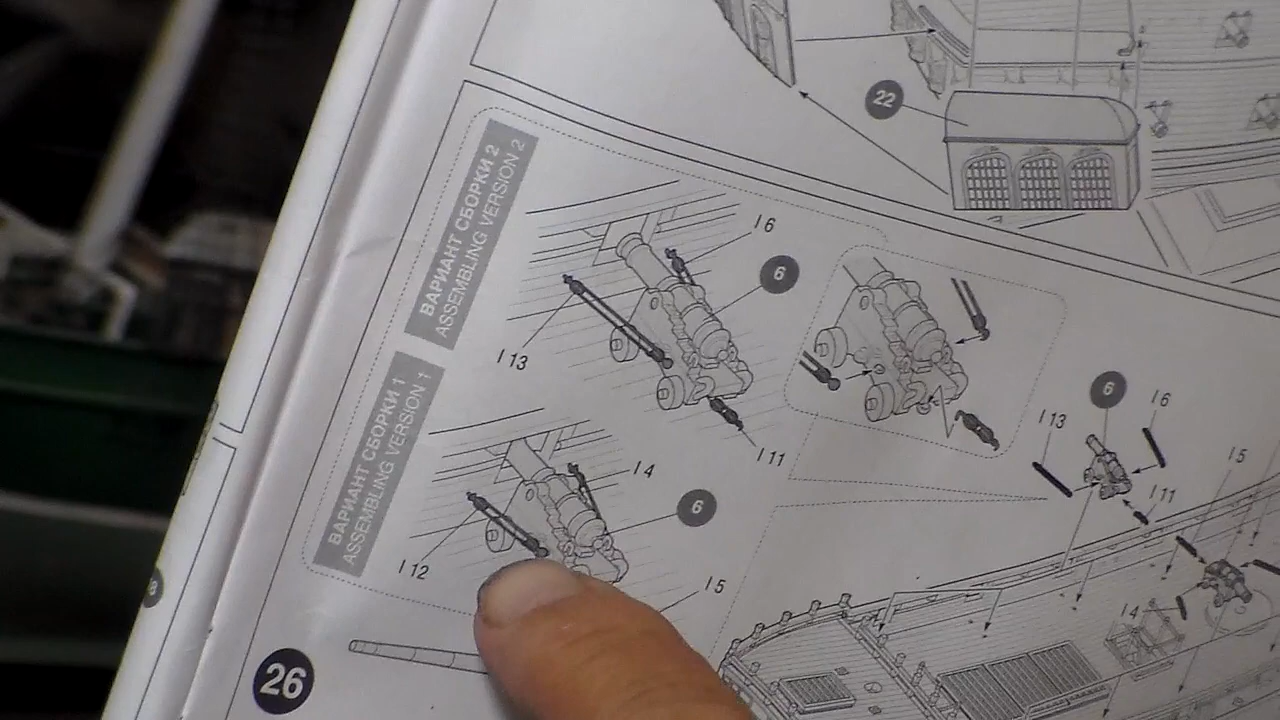 22
ВАРИАНТ СБОРКИ 2
ASSEMBLING VERSION 2
I 6
6
I 13
I 11
ВАРИАНТ СБОРКИ 1
ASSEMBLING VERSION 1
I 4
6
I 12
I 5
6
I 13
I 6
I 11
I 5
I 4
26